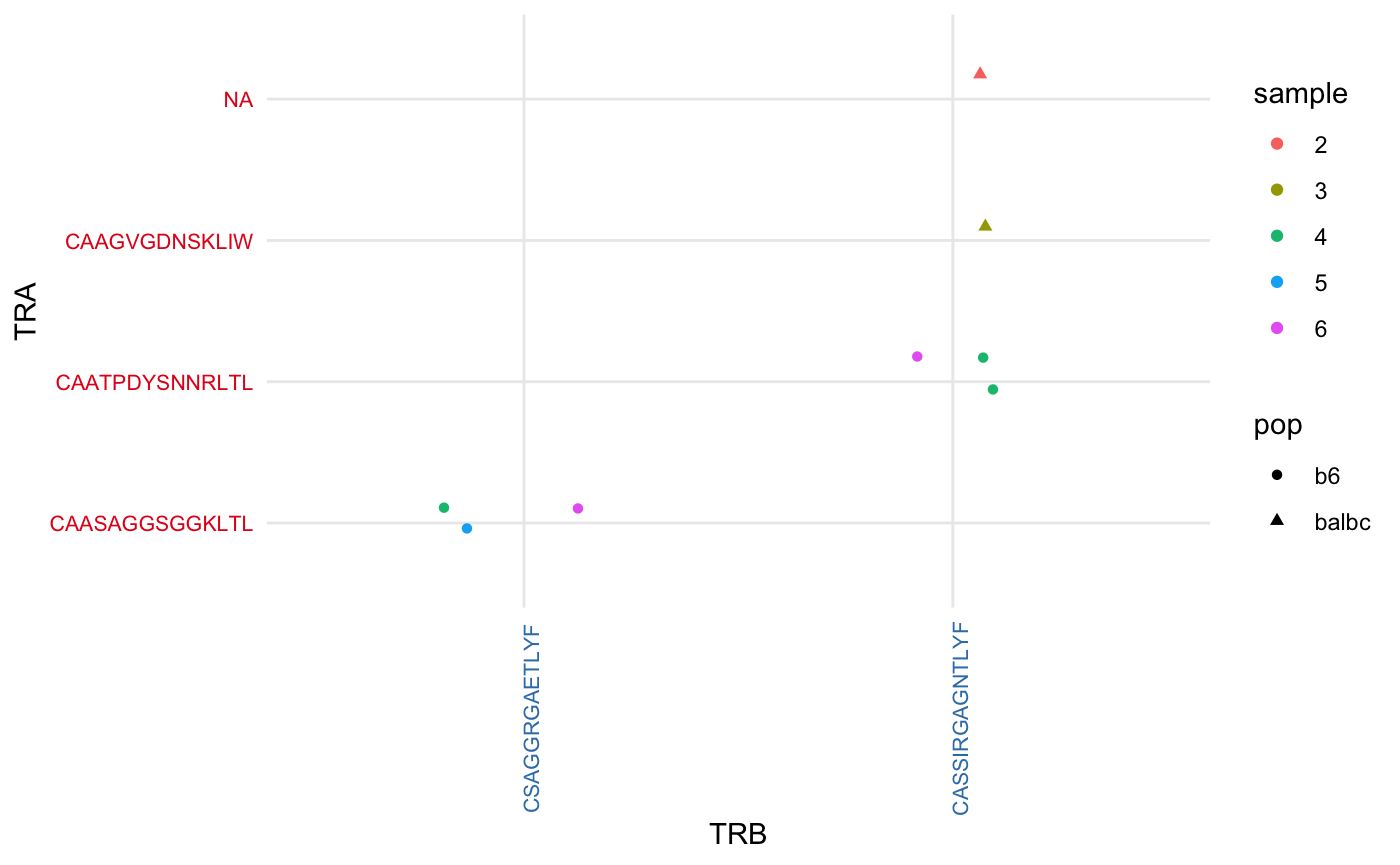 NA
CAAGVGDNSKLIW
CAATPDYSNNRLTL
CAASAGGSGGKLTL
TRA
CSAGGRGAETLYF
CASSIRGAGNTLYF
TRB
sample
2
3
4
5
6
pop
b6
balbc